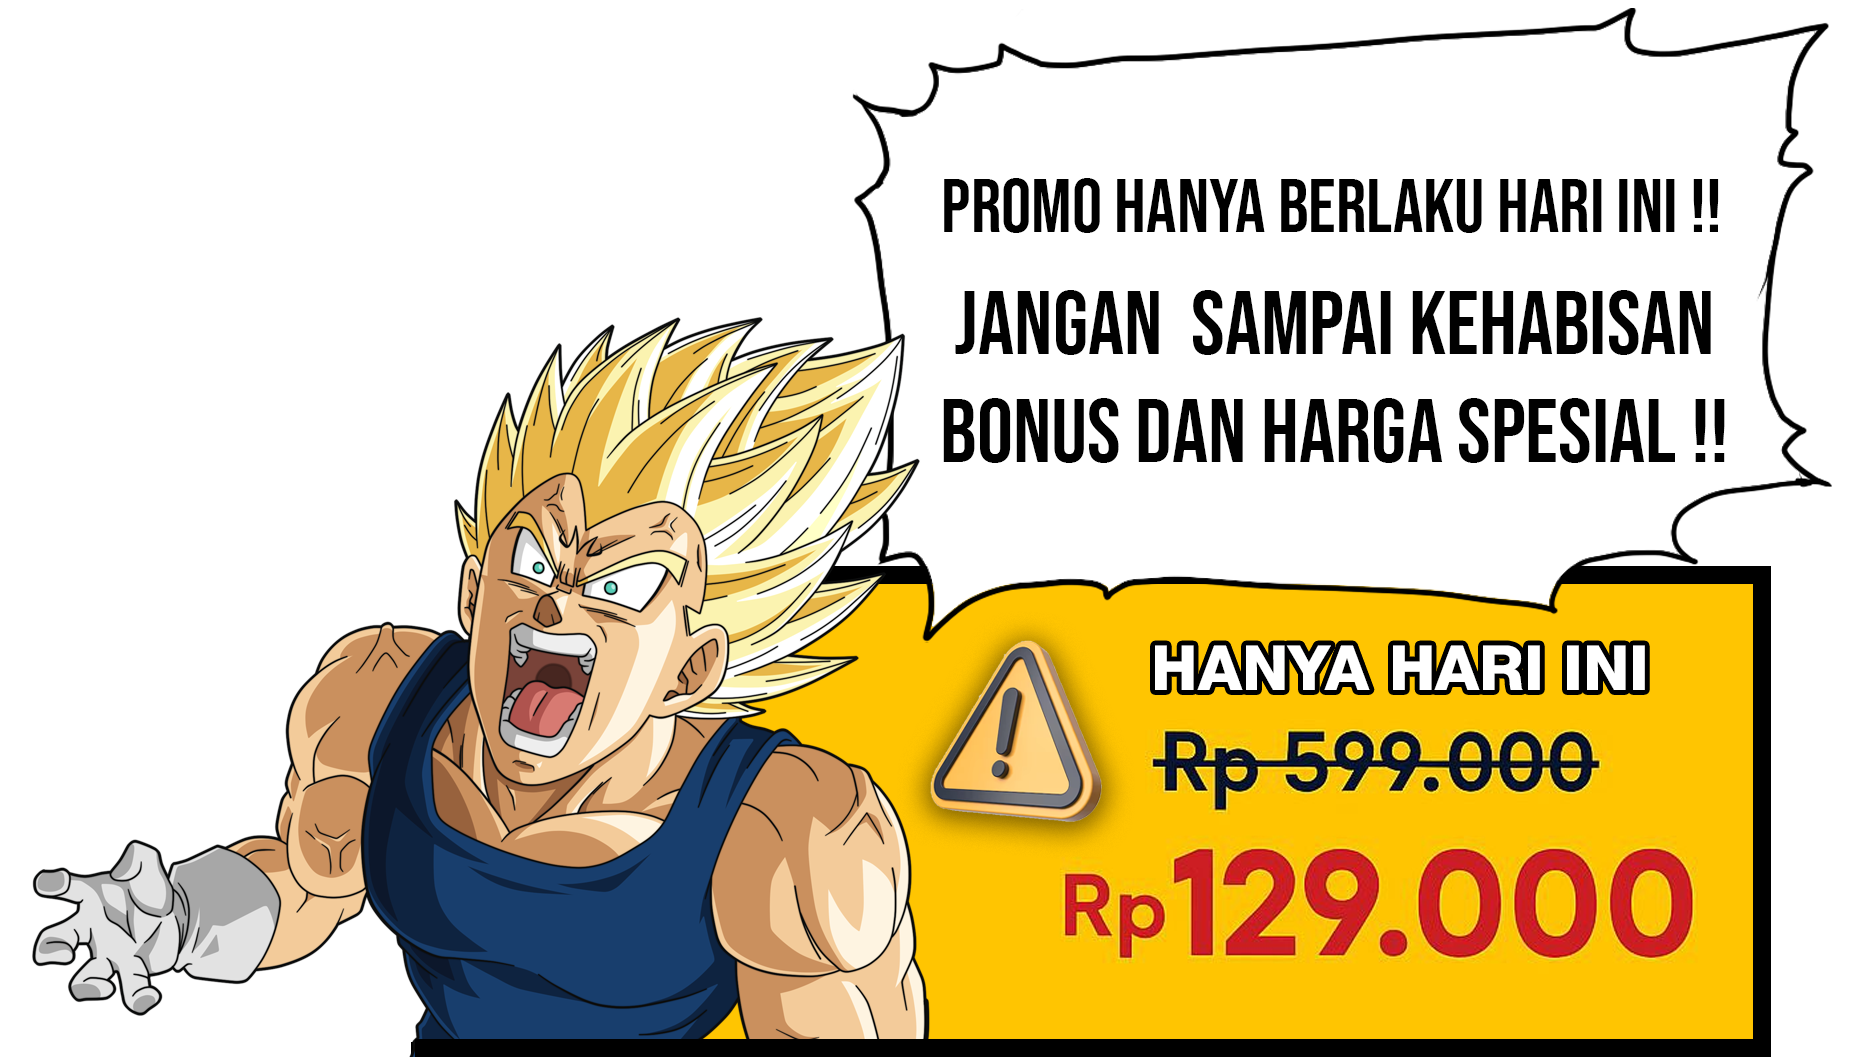 PROMO HANYA BERLAKU HARI INI !!
JANGAN SAMPAI KEHABISAN
BONUS DAN HARGA SPESIAL !!
HANYA HARI INI
Rp 599.000
Rp129.000